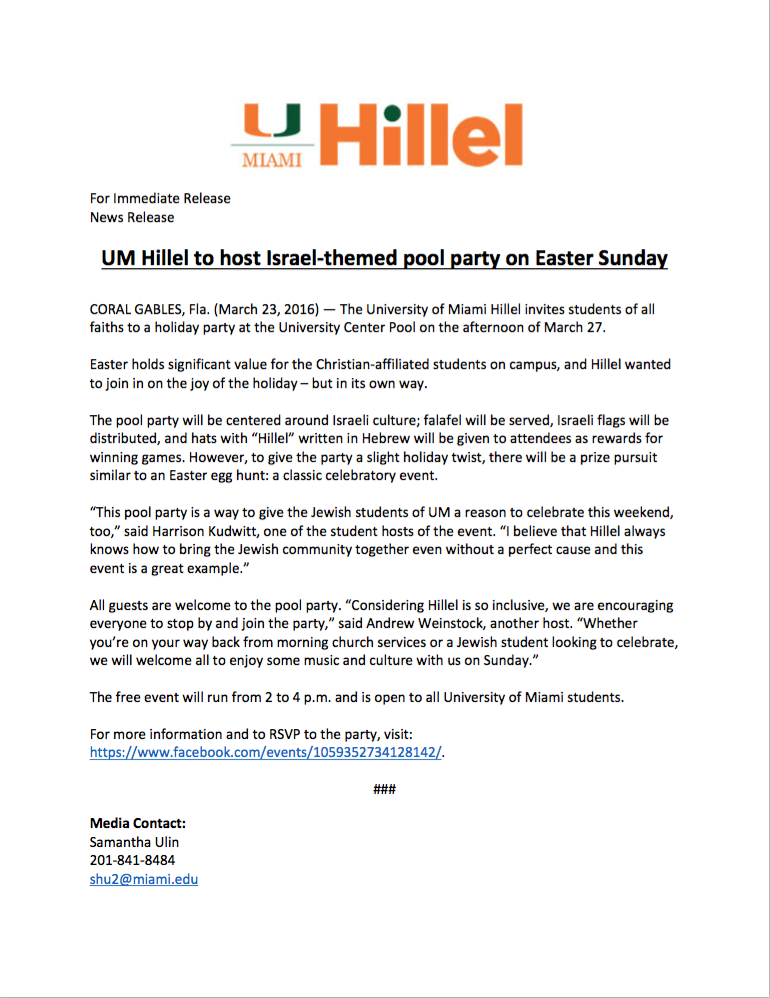 U Hillel
MIAMI
For Immediate Release
News Release
UM Hillel to host Israel-themed pool party on Easter Sunday
CORAL GABLES, Fla. (March 23, 2016) — The University of Miami Hillel invites students of all
faiths to a holiday party at the University Center Pool on the afternoon of March 27.
Easter holds significant value for the Christian-affiliated students on campus, and Hillel wanted
to join in on the joy of the holiday – but in its own way.
The pool party will be centered around Israeli culture; falafel will be served, Israeli flags will be
distributed, and hats with “Hillel” written in Hebrew will be given to attendees as rewards for
winning games. However, to give the party a slight holiday twist, there will be a prize pursuit
similar to an Easter egg hunt: a classic celebratory event.
“This pool party is a way to give the Jewish students of UM a reason to celebrate this weekend,
too,” said Harrison Kudwitt, one of the student hosts of the event. “I believe that Hillel always
knows how to bring the Jewish community together even without a perfect cause and this
event is a great example.”
All guests are welcome to the pool party. “Considering Hillel is so inclusive, we are encouraging
everyone to stop by and join the party,” said Andrew Weinstock, another host. “Whether
you’re on your way back from morning church services or a Jewish student looking to celebrate,
we will welcome all to enjoy some music and culture with us on Sunday.”
The free event will run from 2 to 4 p.m. and is open to all University of Miami students.
For more information and to RSVP to the party, visit:
https://www.facebook.com/events/1059352734128142/.
###
Media Contact:
Samantha Ulin
201-841-8484
shu2@miami.edu